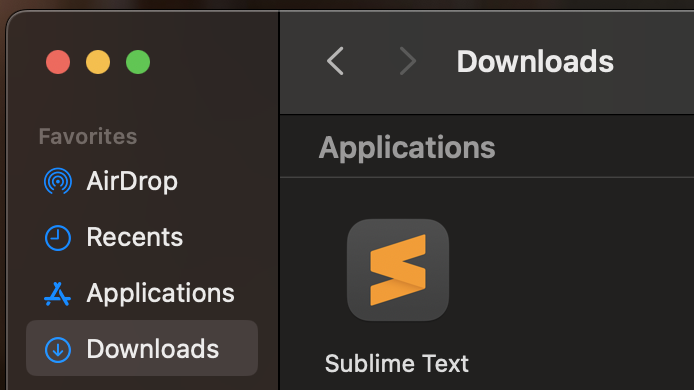 Favorites
AirDrop
Recents
Applications
Downloads
Downloads
Applications
Sublime Text